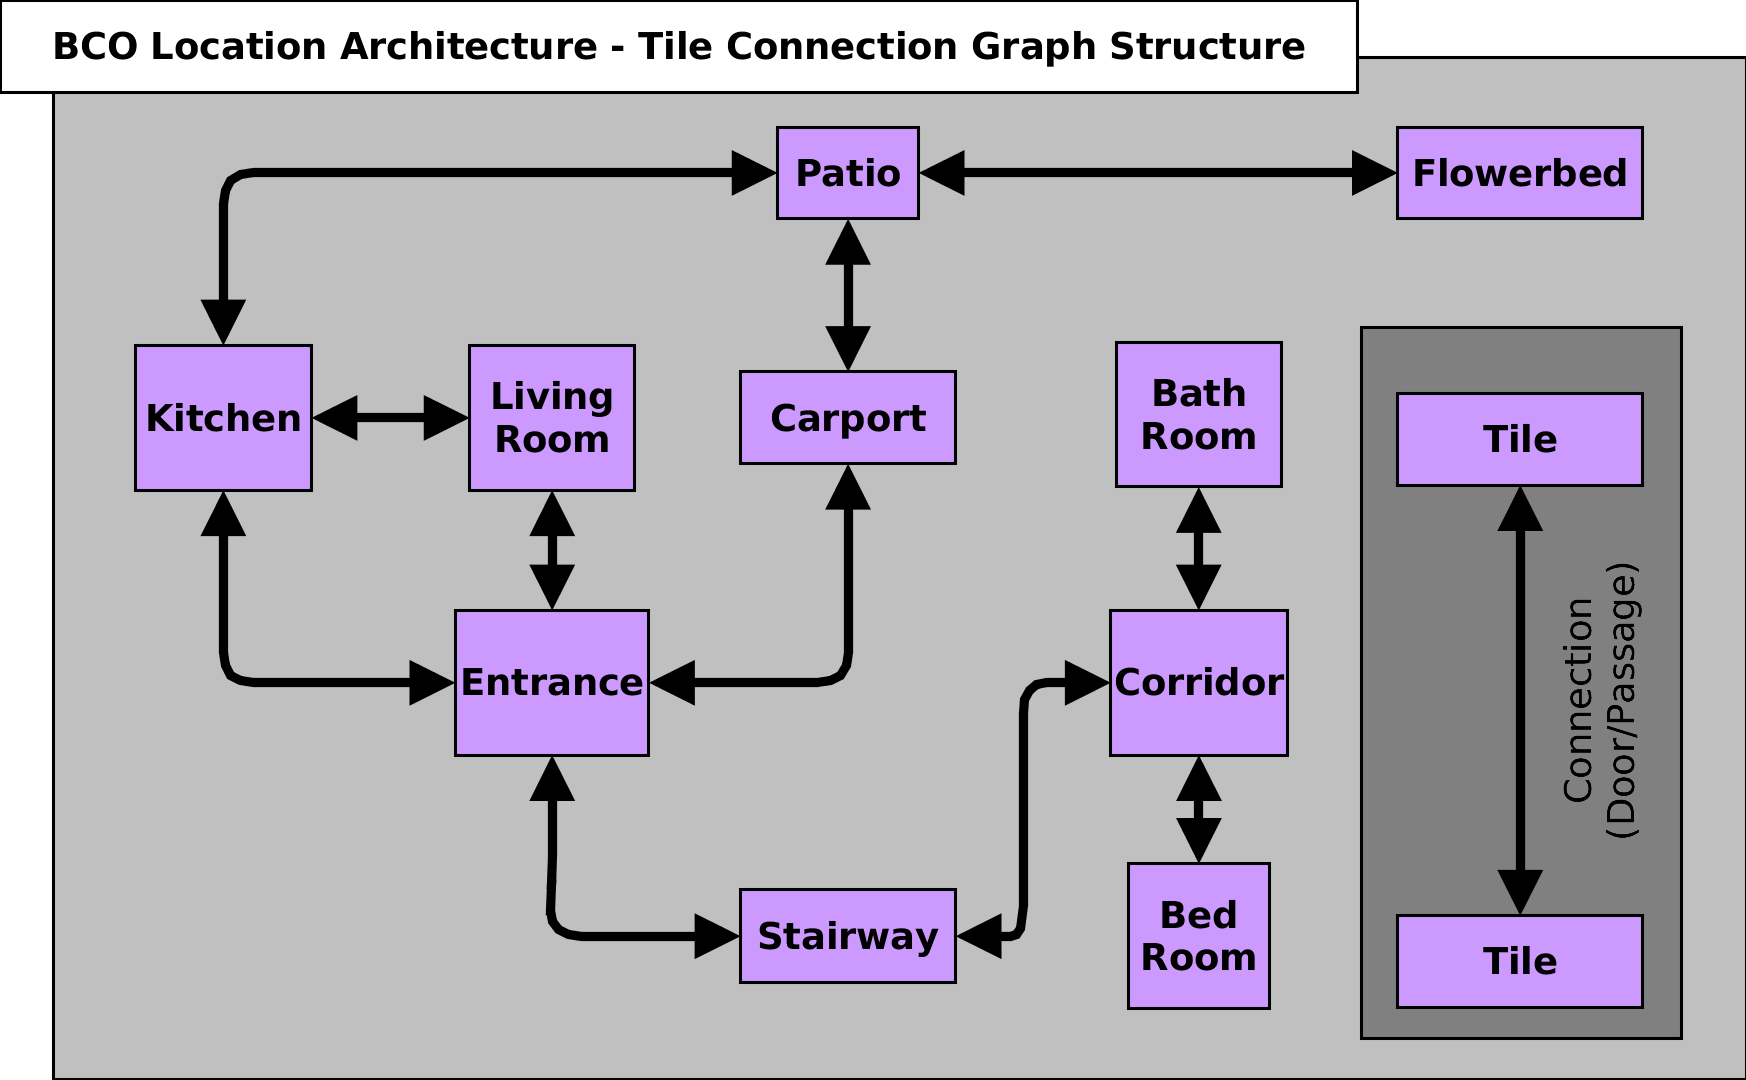 BCO Location Architecture - Tile Connection Graph Structure
Patio
Flowerbed
Kitchen
Living
Room
Carport
Bath
Room
Tile
Entrance
Corridor
Connection
(Door/Passage)
Stairway
Bed
Room
Tile